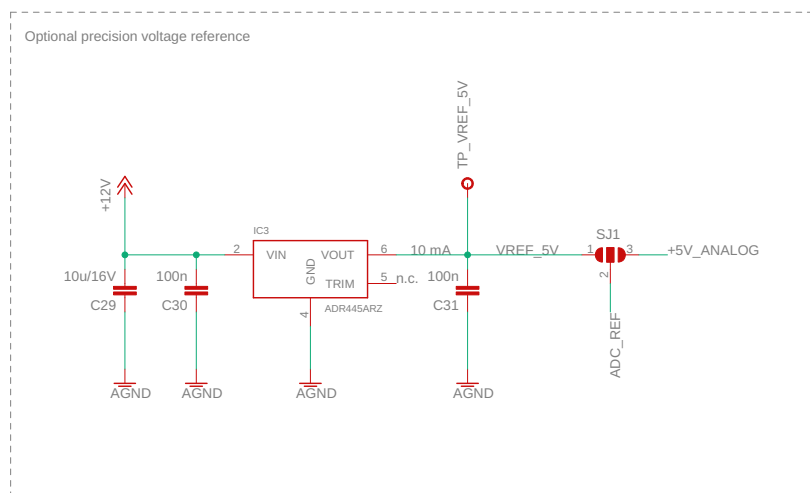 Optional precision voltage reference
TP_VREF_5V
+12V
IC3
SJ1
2
VIN
VOUT
6
10 mA
VREF_5V
1
3
+5V_ANALOG
10u/16V
100n
GND
TRIM
5
n.c.
100n
2
C29
C30
4
ADR445ARZ
C31
ADC_REF
AGND
AGND
AGND
AGND